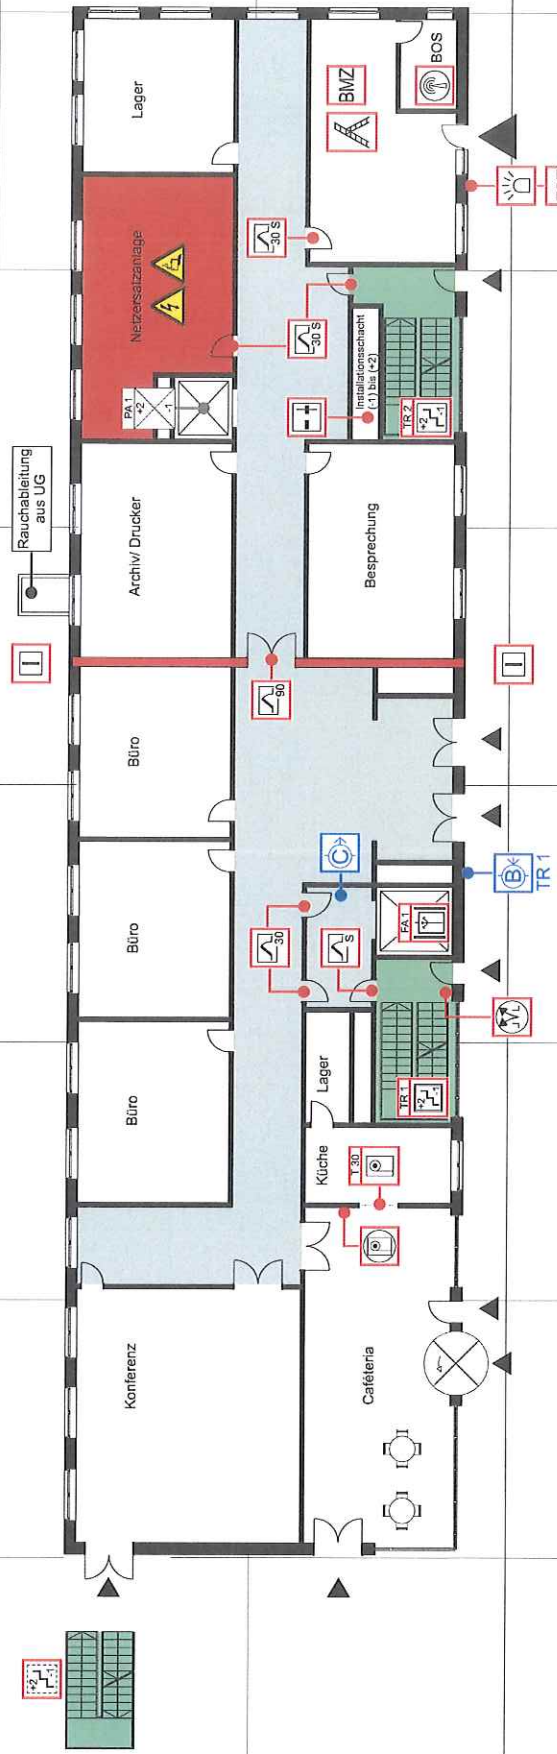 +2
-1
Rauchableitung
aus UG
Konferenz
Büro
Büro
Büro
Archiv/ Drucker
Netzersatzanlage
Lager
PA 1
+2
-1
30
90
30 S
30 S
Küche
Lager
S
C
Installationsschacht
(-1) bis (+2)
BMZ
Caféteria
T 30
TR 1
+2
-1
FA 1
Besprechung
TR 2
+2
-1
BOS
L
B
TR 1